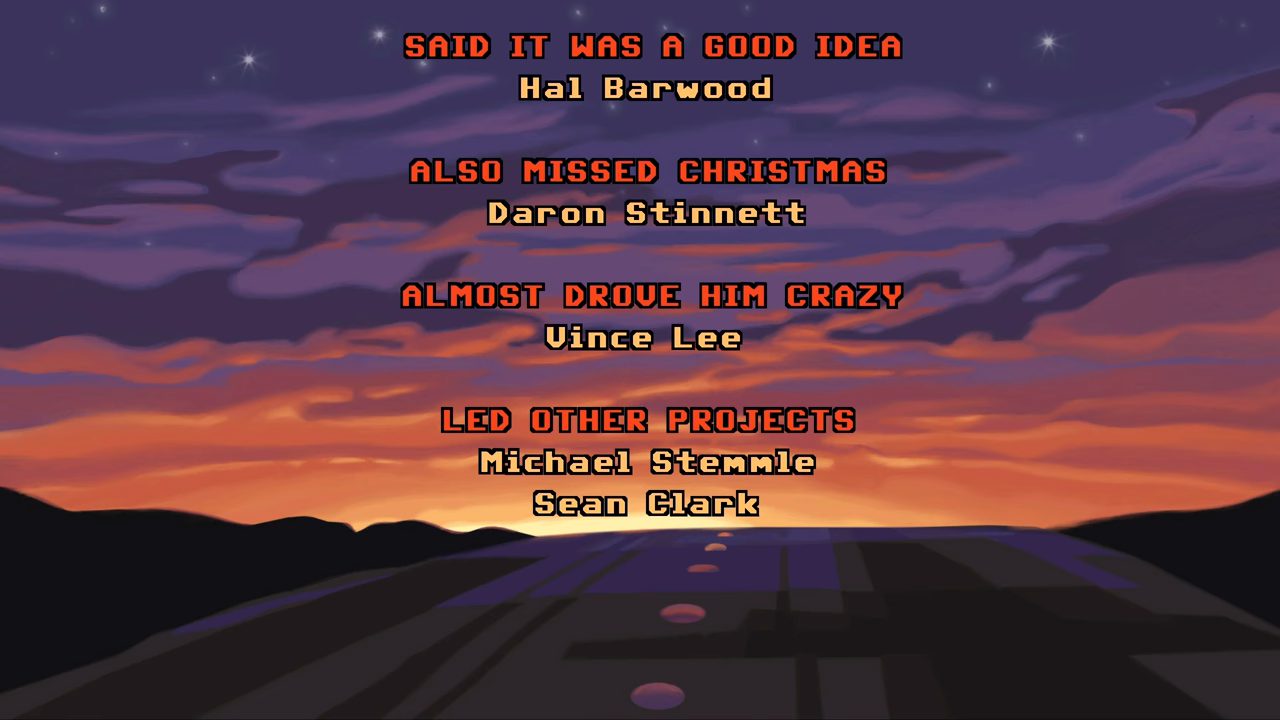 SAID IT WAS A GOOD IDEA
Hal Barwood
ALSO MISSED CHRISTMAS
Daron Stinnett
ALMOST DROVE HIM CRAZY
Vince Lee
LED OTHER PROJECTS
Michael Stemmle
Sean Clark